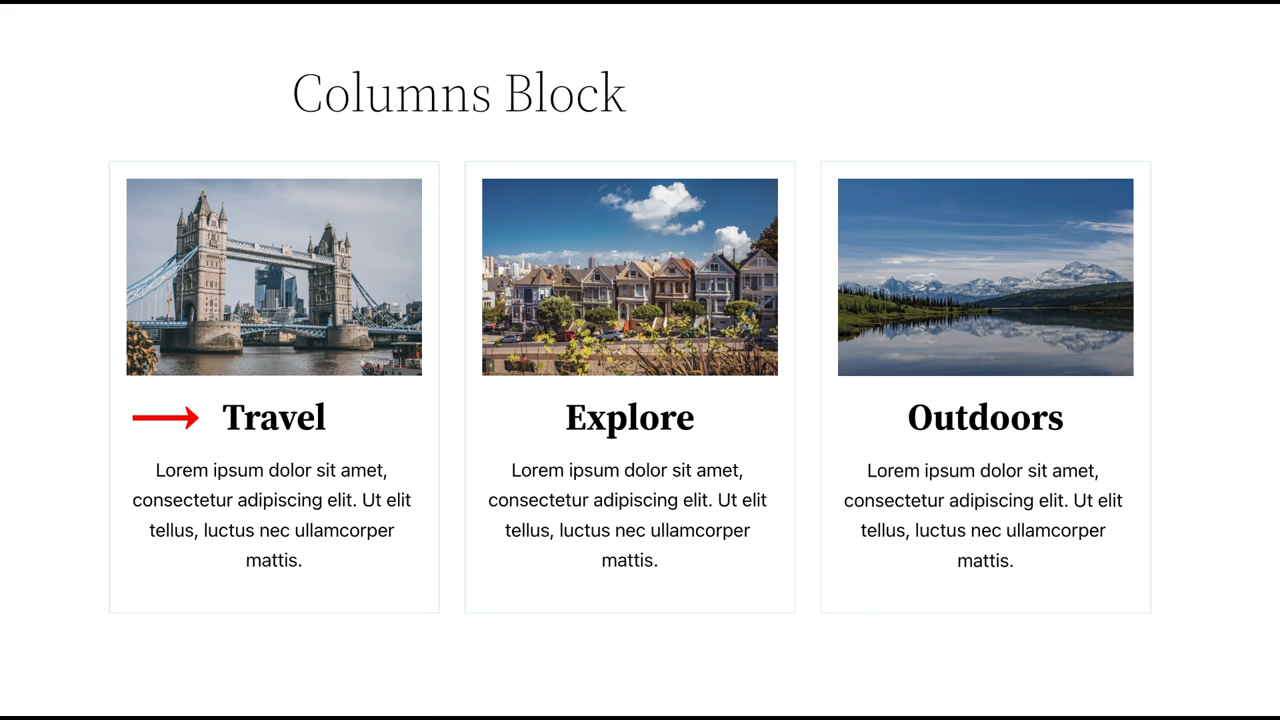 Columns Block
Travel
Lorem ipsum dolor sit amet,
consectetur adipiscing elit. Ut elit
tellus, luctus nec ullamcorper
mattis.
Explore
Lorem ipsum dolor sit amet,
consectetur adipiscing elit. Ut elit
tellus, luctus nec ullamcorper
mattis.
Outdoors
Lorem ipsum dolor sit amet,
consectetur adipiscing elit. Ut elit
tellus, luctus nec ullamcorper
mattis.